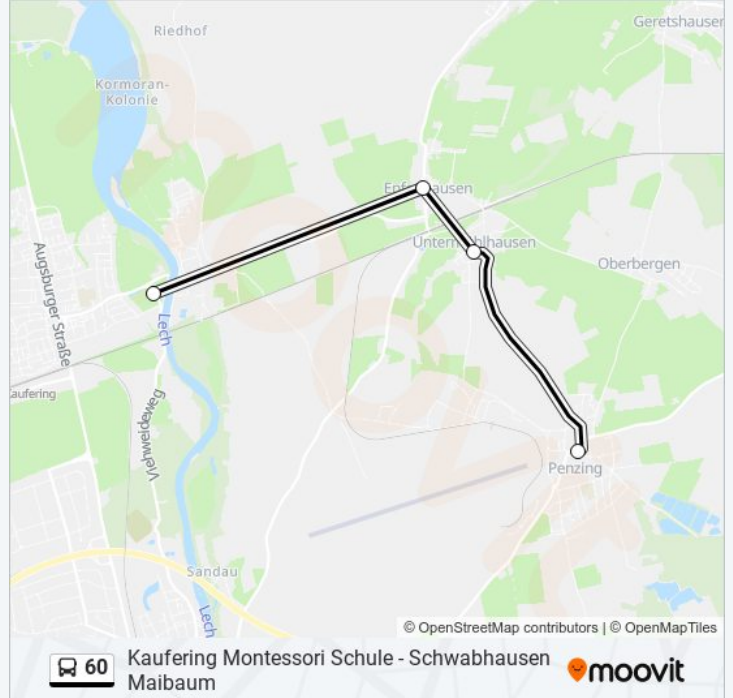 Riedhof
Geretshausen
Kormoran-
Kolonie
Augsburger Straße
Oberbergen
Lech
aufering
Viehweideweg
Penzing
Sandau
Lech
© OpenStreetMap contributors | © OpenMapTiles
60
Kaufering Montessori Schule - Schwabhausen
Maibaum
moovit